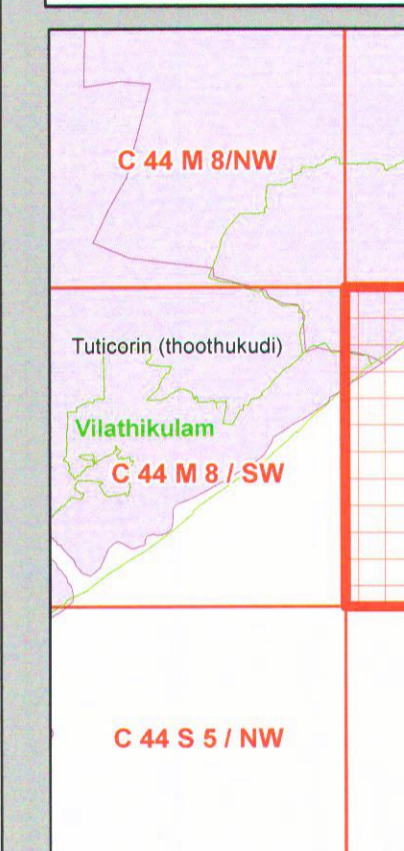 C 44 M 8/NW
Tuticorin (thoothukudi)
Vilathikulam
C 44 M 8 / SW
C 44 S 5 / NW